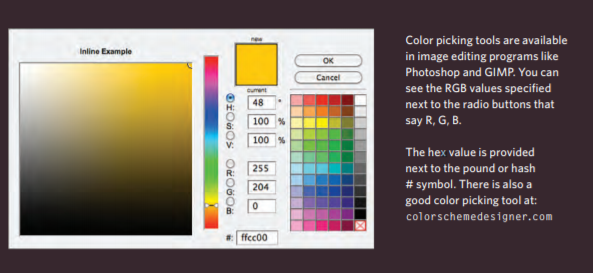 Inline Example
new
current
OK
Cancel
H: 48 °
S: 100 %
V: 100 %
R: 255
G: 204
B: 0
#: ffcc00
Color picking tools are available
in image editing programs like
Photoshop and GIMP. You can
see the RGB values specified
next to the radio buttons that
say R, G, B.
The hex value is provided
next to the pound or hash
# symbol. There is also a
good color picking tool at:
colorschemedesigner.com